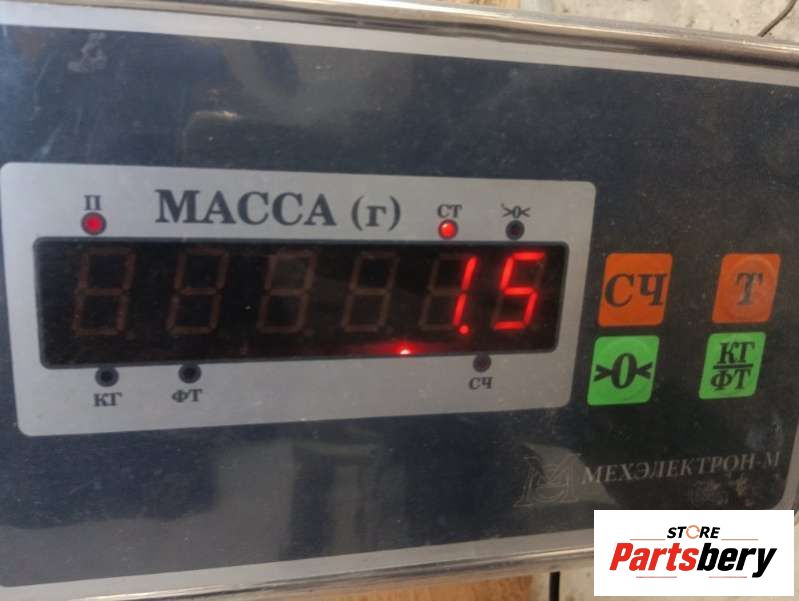 П МАССА (г) СТ >0<
1.5
СЧ Т
>0< КГ/ФТ
КГ ФТ СЧ
МЕХЭЛЕКТРОН-М
STORE
Partsbery